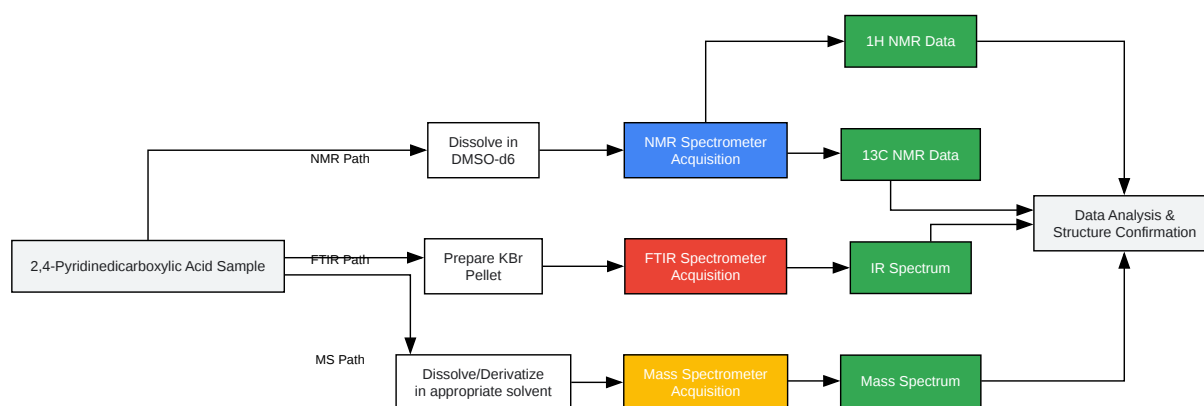 1H NMR Data
Dissolve in
DMSO-d6
NMR Spectrometer
Acquisition
13C NMR Data
NMR Path
Data Analysis &
Structure Confirmation
2,4-Pyridinedicarboxylic Acid Sample
FTIR Path
Prepare KBr
Pellet
FTIR Spectrometer
Acquisition
IR Spectrum
MS Path
Dissolve/Derivatize
in appropriate solvent
Mass Spectrometer
Acquisition
Mass Spectrum